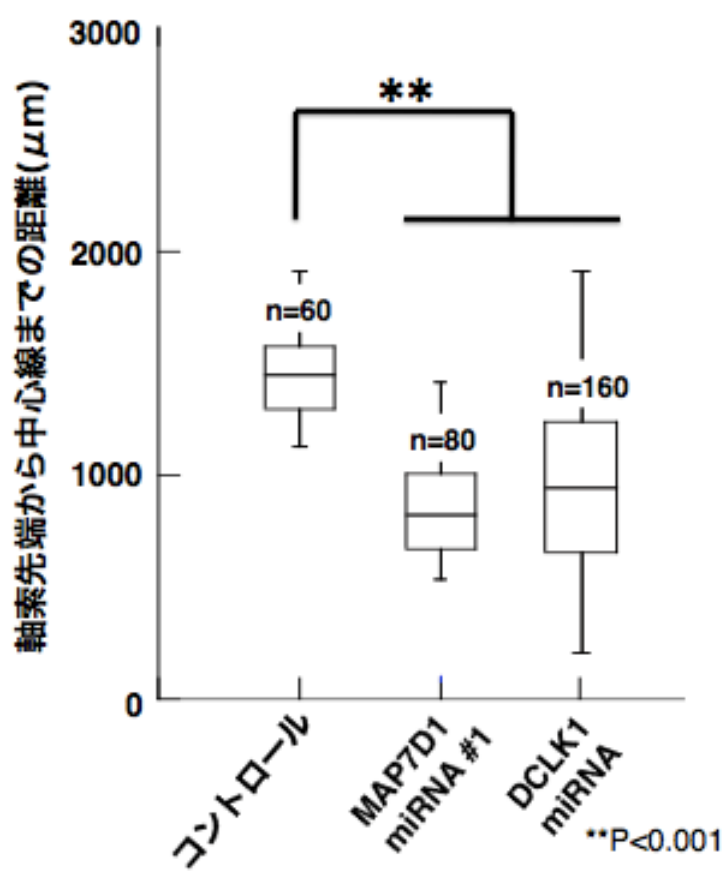 軸索先端から中心線までの距離(μm)
3000
2000
1000
0
**
n=60
n=80
n=160
コントロール
MAP7D1
miRNA #1
DCLK1
miRNA
**P<0.001